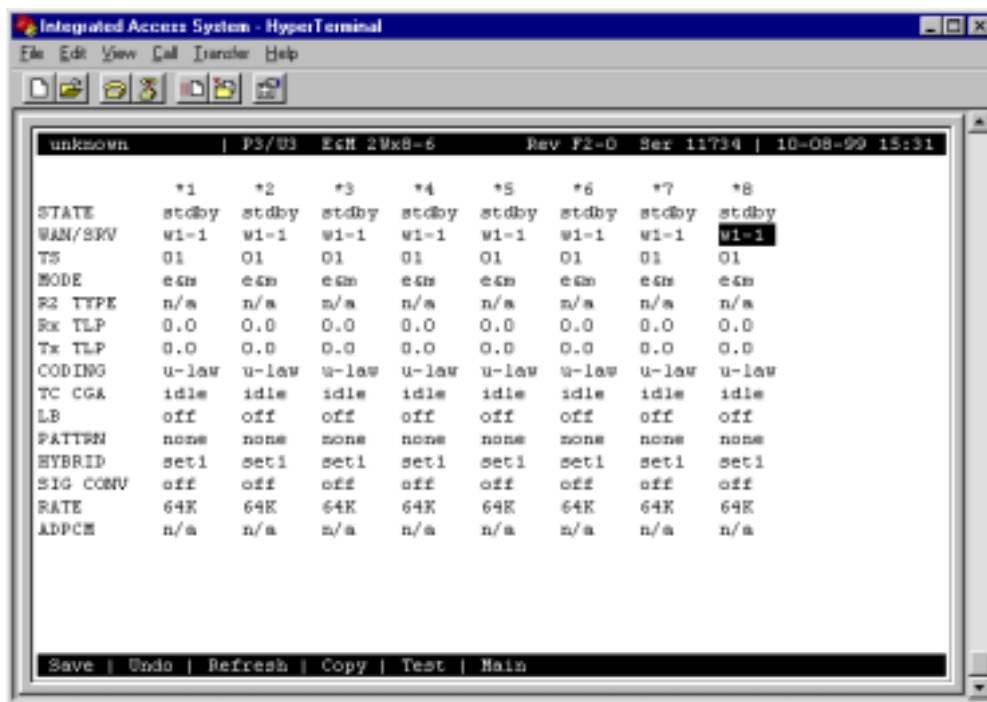 Integrated Access System - HyperTerminal
File Edit View Call Transfer Help
unknown | P3/U3 E&M 2Wx8-6 Rev F2-0 Ser 11734 | 10-08-99 15:31
*1 *2 *3 *4 *5 *6 *7 *8
STATE stdby stdby stdby stdby stdby stdby stdby stdby
WAN/SRV w1-1 w1-1 w1-1 w1-1 w1-1 w1-1 w1-1 w1-1
TS 01 01 01 01 01 01 01 01
MODE e&m e&m e&m e&m e&m e&m e&m e&m
R2 TYPE n/a n/a n/a n/a n/a n/a n/a n/a
Rx TLP 0.0 0.0 0.0 0.0 0.0 0.0 0.0 0.0
Tx TLP 0.0 0.0 0.0 0.0 0.0 0.0 0.0 0.0
CODING u-law u-law u-law u-law u-law u-law u-law u-law
TC CGA idle idle idle idle idle idle idle idle
LB off off off off off off off off
PATTRN none none none none none none none none
HYBRID set1 set1 set1 set1 set1 set1 set1 set1
SIG CONV off off off off off off off off
RATE 64K 64K 64K 64K 64K 64K 64K 64K
ADPCM n/a n/a n/a n/a n/a n/a n/a n/a
Save | Undo | Refresh | Copy | Test | Main